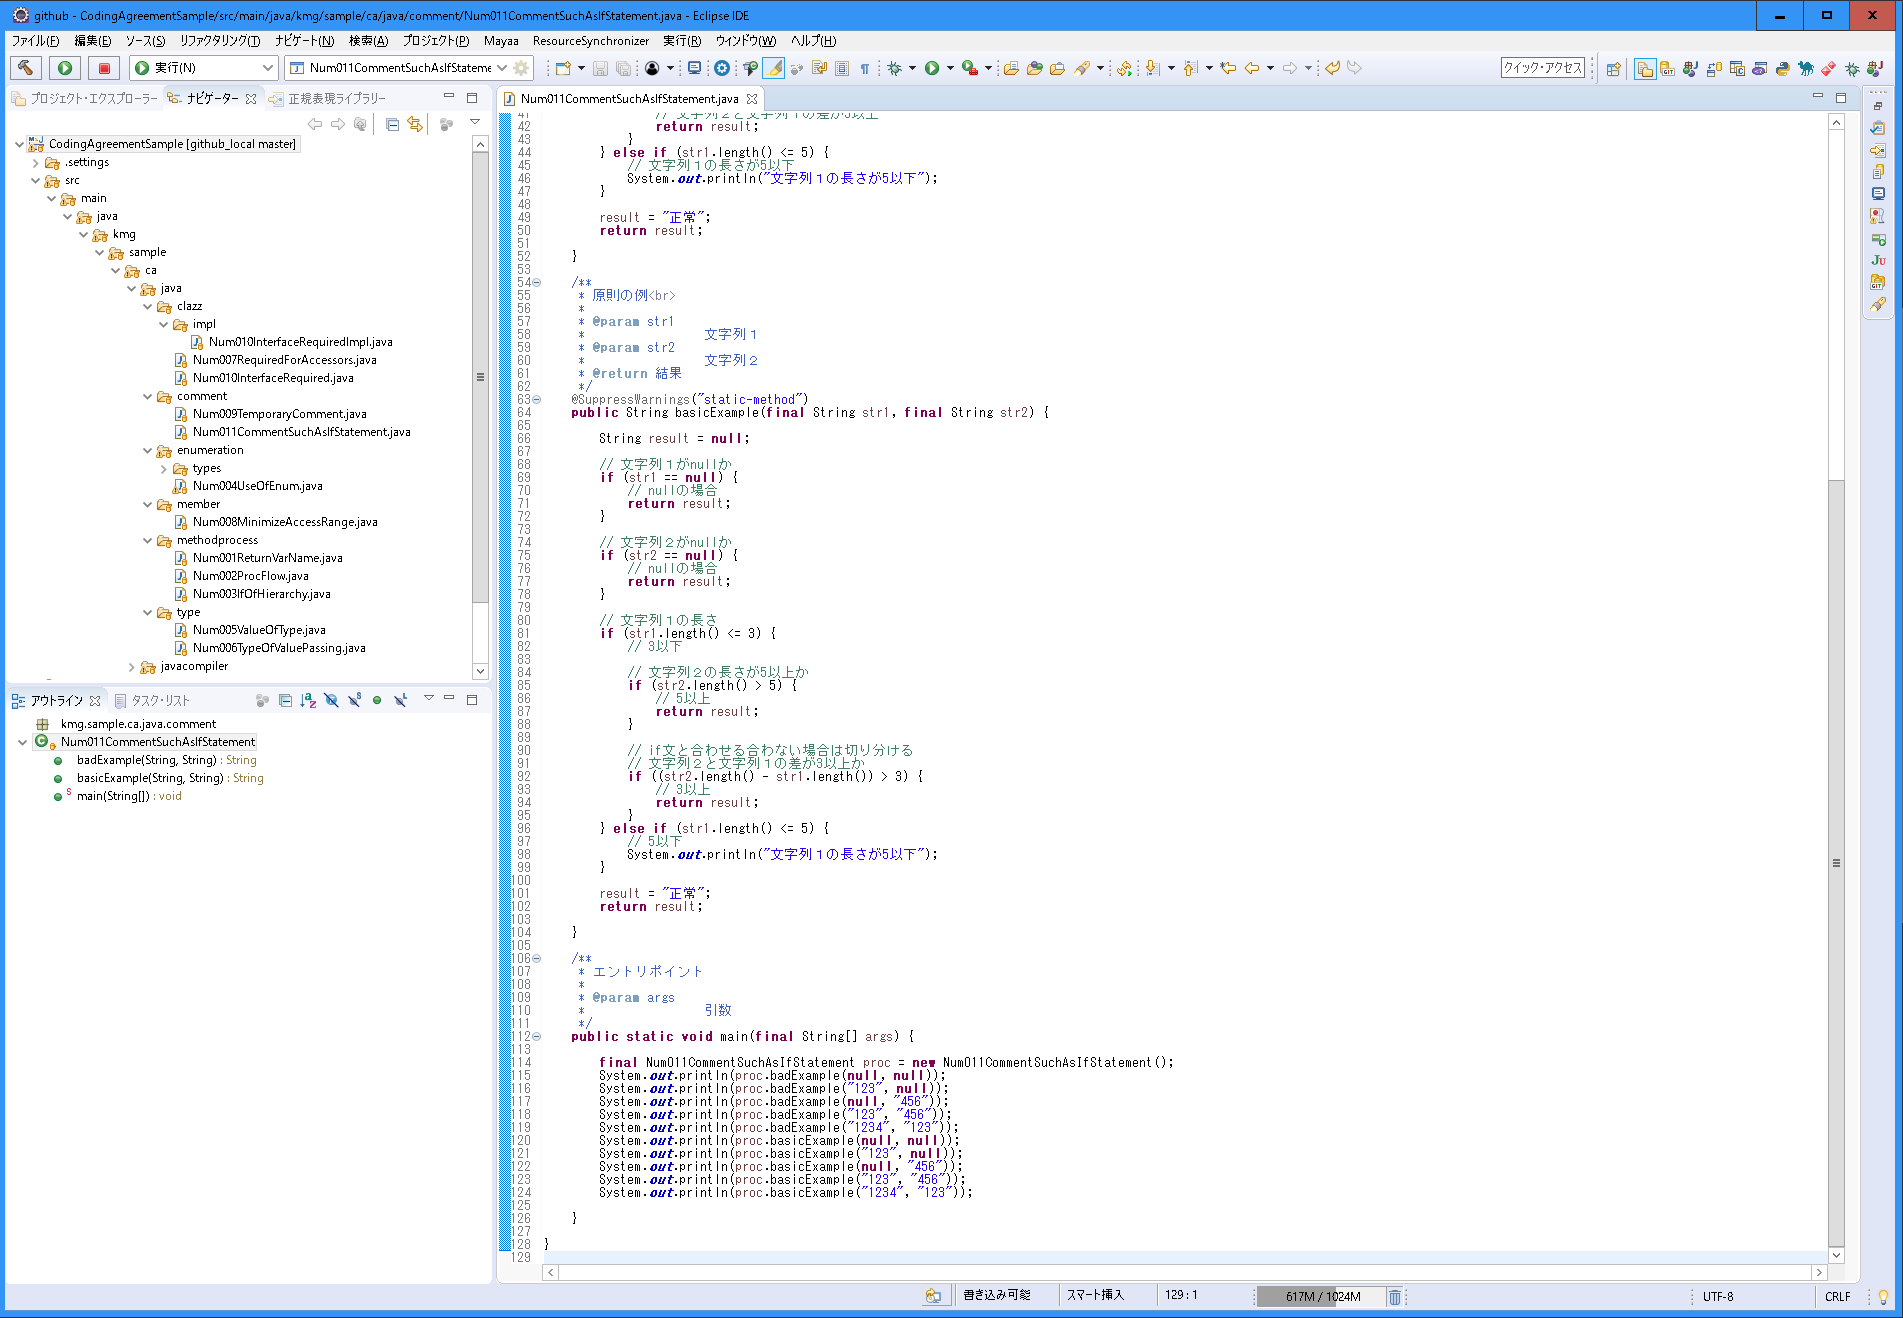 github - CodingAgreementSample/src/main/java/kmg/sample/ca/java/comment/Num011CommentSuchAsIfStatement.java - Eclipse IDE
ファイル(F) 編集(E) ソース(S) リファクタリング(T) ナビゲート(N) 検索(A) プロジェクト(P) Mayaa ResourceSynchronizer 実行(R) ウィンドウ(W) ヘルプ(H)
実行(N) Num011CommentSuchAsIfStateme クイック・アクセス
プロジェクト・エクスプローラー ナビゲーター 正規表現ライブラリー
CodingAgreementSample [github_local master]
.settings
src
main
java
kmg
sample
ca
java
clazz
impl
Num010InterfaceRequiredImpl.java
Num007RequiredForAccessors.java
Num010InterfaceRequired.java
comment
Num009TemporaryComment.java
Num011CommentSuchAsIfStatement.java
enumeration
types
Num004UseOfEnum.java
member
Num008MinimizeAccessRange.java
methodprocess
Num001ReturnVarName.java
Num002ProcFlow.java
Num003IfOfHierarchy.java
type
Num005ValueOfType.java
Num006TypeOfValuePassing.java
javacompiler
アウトライン タスク・リスト
kmg.sample.ca.java.comment
Num011CommentSuchAsIfStatement
badExample(String, String) : String
basicExample(String, String) : String
S main(String[]) : void
Num011CommentSuchAsIfStatement.java
41 // 文字列２と文字列１の差が3以上
42 return result;
43 }
44 } else if (str1.length() <= 5) {
45 // 文字列１の長さが5以下
46 System.out.println("文字列１の長さが5以下");
47 }
48
49 result = "正常";
50 return result;
51
52 }
53
54 /**
55 * 原則の例<br>
56 *
57 * @param str1
58 * 文字列１
59 * @param str2
60 * 文字列２
61 * @return 結果
62 */
63 @SuppressWarnings("static-method")
64 public String basicExample(final String str1, final String str2) {
65
66 String result = null;
67
68 // 文字列１がnullか
69 if (str1 == null) {
70 // nullの場合
71 return result;
72 }
73
74 // 文字列２がnullか
75 if (str2 == null) {
76 // nullの場合
77 return result;
78 }
79
80 // 文字列１の長さ
81 if (str1.length() <= 3) {
82 // 3以下
83
84 // 文字列２の長さが5以上か
85 if (str2.length() > 5) {
86 // 5以上
87 return result;
88 }
89
90 // if文と合わせる合わない場合は切り分ける
91 // 文字列２と文字列１の差が3以上か
92 if ((str2.length() - str1.length()) > 3) {
93 // 3以上
94 return result;
95 }
96 } else if (str1.length() <= 5) {
97 // 5以下
98 System.out.println("文字列１の長さが5以下");
99 }
100
101 result = "正常";
102 return result;
103
104 }
105
106 /**
107 * エントリポイント
108 *
109 * @param args
110 * 引数
111 */
112 public static void main(final String[] args) {
113
114 final Num011CommentSuchAsIfStatement proc = new Num011CommentSuchAsIfStatement();
115 System.out.println(proc.badExample(null, null));
116 System.out.println(proc.badExample("123", null));
117 System.out.println(proc.badExample(null, "456"));
118 System.out.println(proc.badExample("123", "456"));
119 System.out.println(proc.badExample("1234", "123"));
120 System.out.println(proc.basicExample(null, null));
121 System.out.println(proc.basicExample("123", null));
122 System.out.println(proc.basicExample(null, "456"));
123 System.out.println(proc.basicExample("123", "456"));
124 System.out.println(proc.basicExample("1234", "123"));
125
126 }
127
128 }
129
書き込み可能 スマート挿入 129 : 1 617M / 1024M UTF-8 CRLF